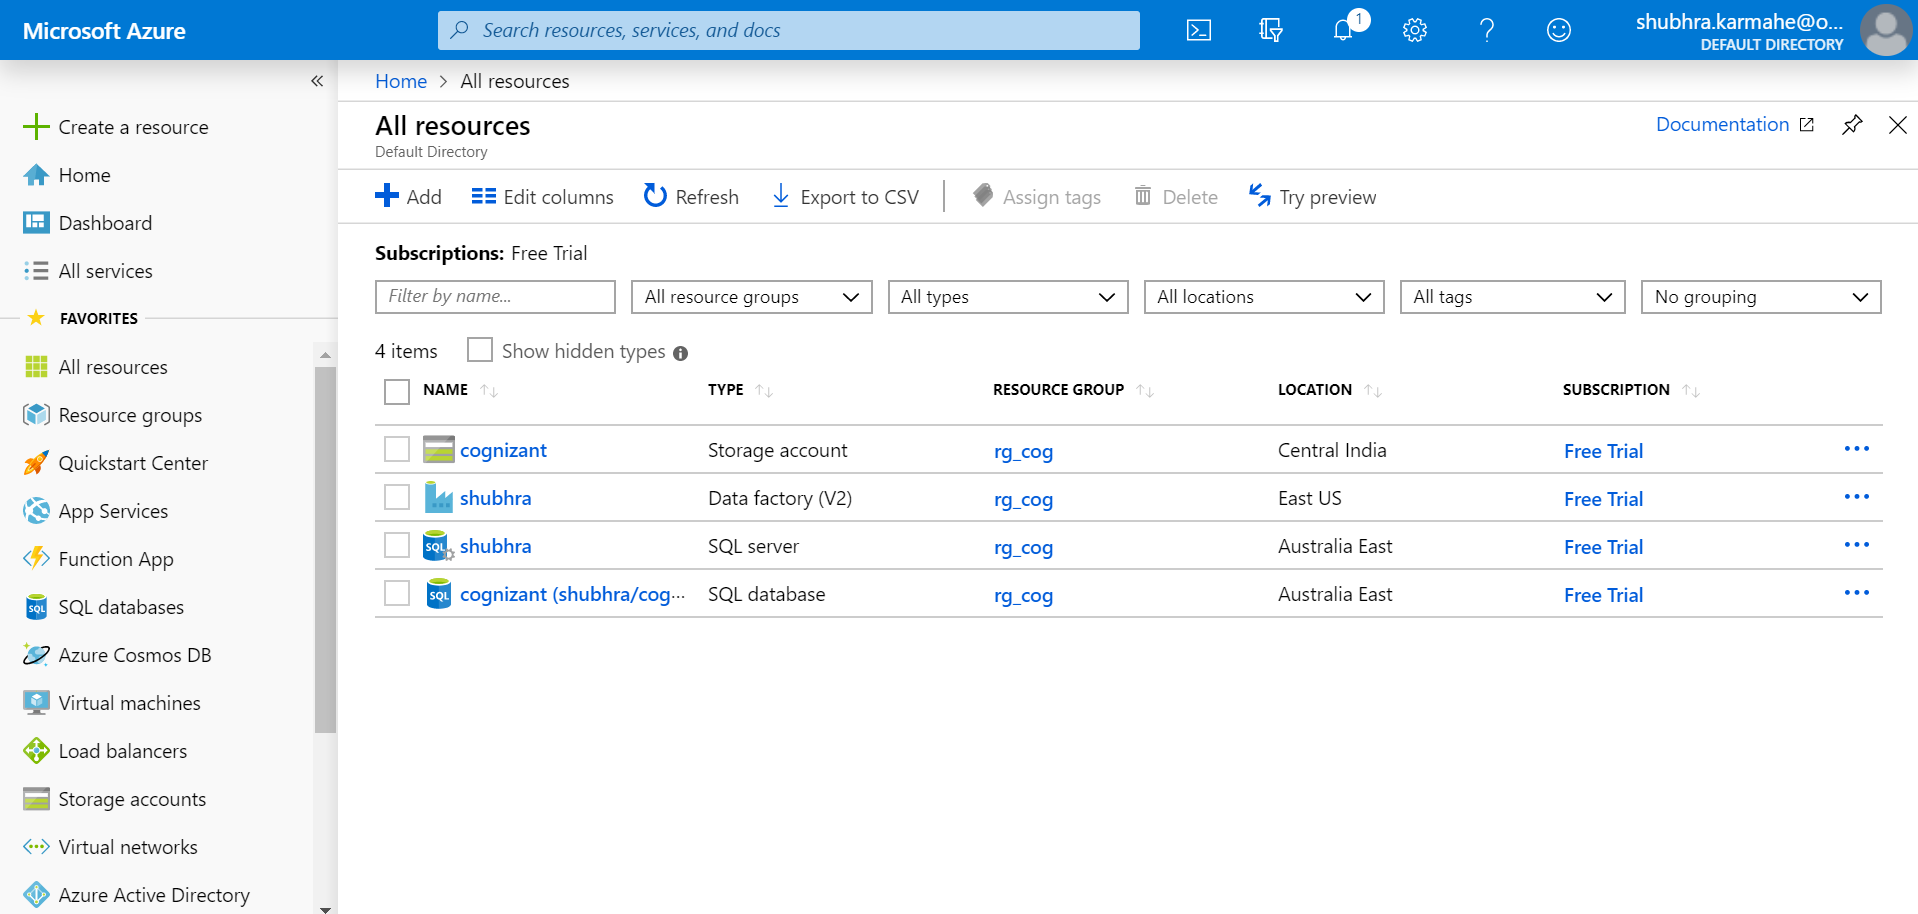 Microsoft Azure
Search resources, services, and docs
1
shubhra.karmahe@o...
DEFAULT DIRECTORY
Create a resource
Home
Dashboard
All services
FAVORITES
All resources
Resource groups
Quickstart Center
App Services
Function App
SQL databases
Azure Cosmos DB
Virtual machines
Load balancers
Storage accounts
Virtual networks
Azure Active Directory
Home > All resources
All resources
Default Directory
Documentation
Add Edit columns Refresh Export to CSV Assign tags Delete Try preview
Subscriptions: Free Trial
Filter by name... All resource groups All types All locations All tags No grouping
4 items Show hidden types
NAME TYPE RESOURCE GROUP LOCATION SUBSCRIPTION
cognizant Storage account rg_cog Central India Free Trial
shubhra Data factory (V2) rg_cog East US Free Trial
SQL shubhra SQL server rg_cog Australia East Free Trial
SQL cognizant (shubhra/cog... SQL database rg_cog Australia East Free Trial